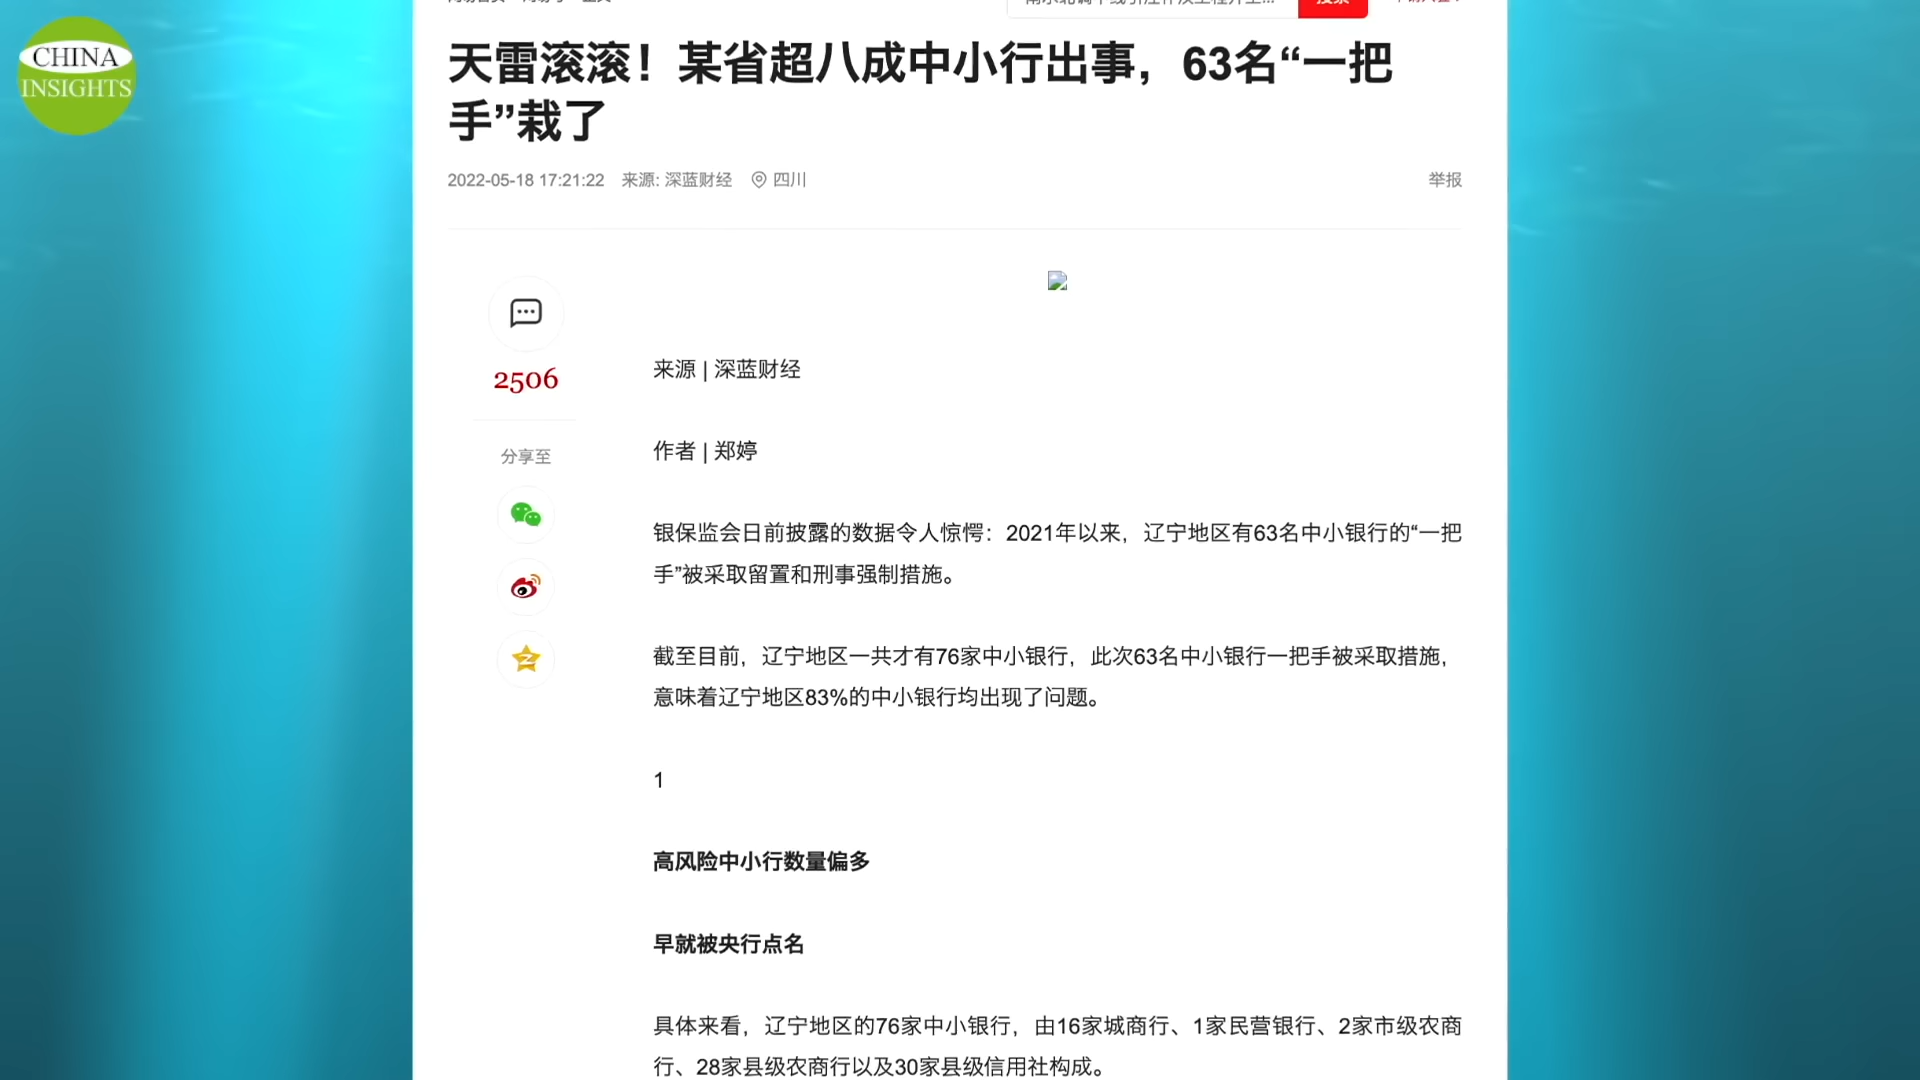 CHINA
INSIGHTS
天雷滚滚！某省超八成中小行出事，63名“一把
手”栽了
2022-05-18 17:21:22 来源: 深蓝财经 四川
举报
2506
分享至
来源 | 深蓝财经
作者 | 郑婷
银保监会日前披露的数据令人惊愕：2021年以来，辽宁地区有63名中小银行的“一把
手”被采取留置和刑事强制措施。
截至目前，辽宁地区一共才有76家中小银行，此次63名中小银行一把手被采取措施，
意味着辽宁地区83%的中小银行均出现了问题。
1
高风险中小行数量偏多
早就被央行点名
具体来看，辽宁地区的76家中小银行，由16家城商行、1家民营银行、2家市级农商
行、28家县级农商行以及30家县级信用社构成。